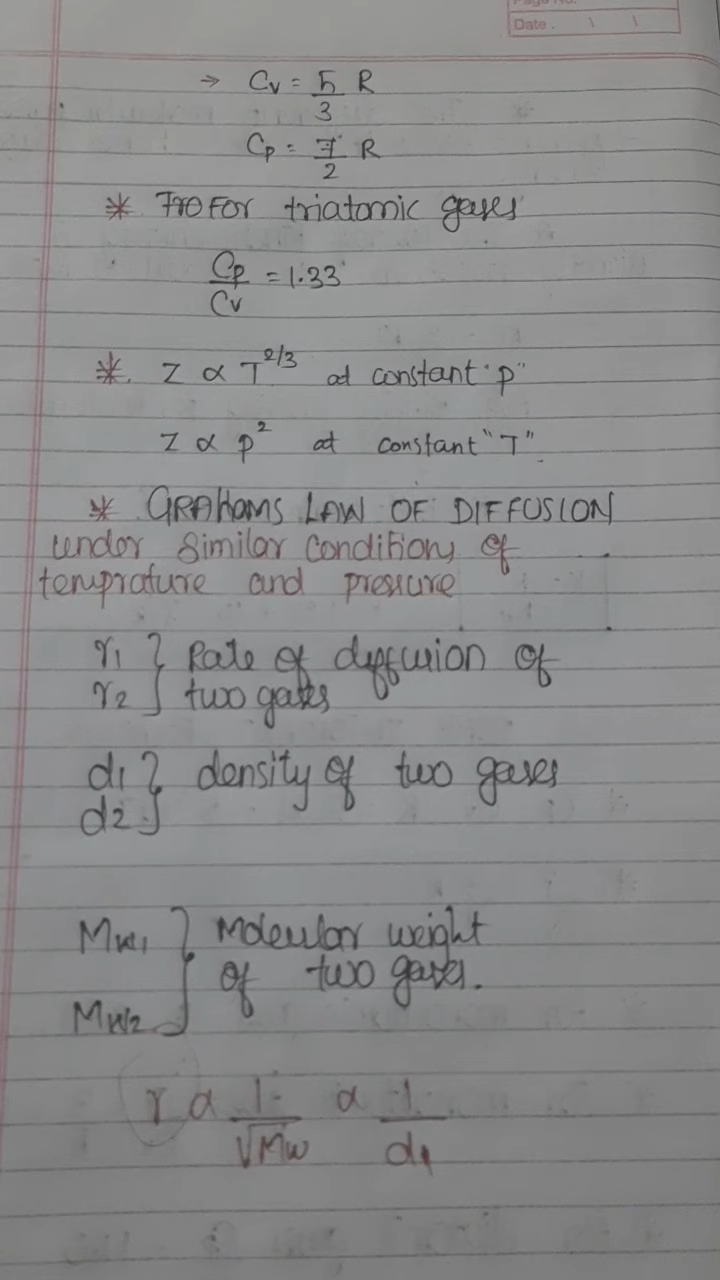 Page No.
Date.
→ Cv = 5/3 R
Cp = 7/2 R
* For triatomic gases
Cp/Cv = 1.33
* Z ∝ T^2/3 at constant "p"
Z ∝ p^2 at constant "T"
* GRAHAMS LAW OF DIFFUSION
under similar conditions of
temprature and pressure
r1 } Rate of diffusion of
r2 } two gases
d1 } density of two gases
d2 }
Mw1 } Molecular weight
of two gases.
Mw2 }
r ∝ 1/√Mw ∝ 1/d1